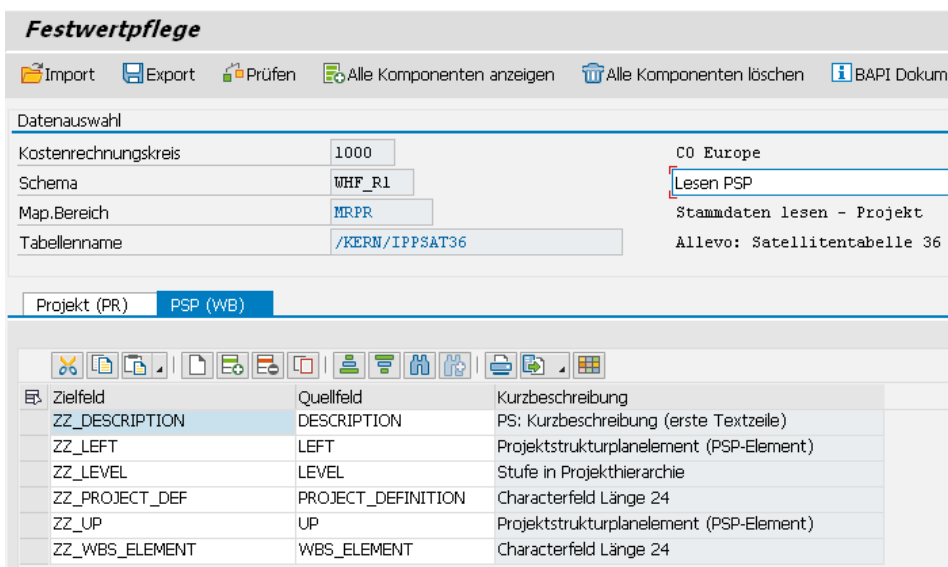 Festwertpflege
Import Export Prüfen Alle Komponenten anzeigen Alle Komponenten löschen BAPI Dokum
Datenauswahl
Kostenrechnungskreis 1000 CO Europe
Schema WHF_R1 Lesen PSP
Map.Bereich MRPR Stammdaten lesen - Projekt
Tabellenname /KERN/IPPSAT36 Allevo: Satellitentabelle 36
Projekt (PR) PSP (WB)
Zielfeld Quellfeld Kurzbeschreibung
ZZ_DESCRIPTION DESCRIPTION PS: Kurzbeschreibung (erste Textzeile)
ZZ_LEFT LEFT Projektstrukturplanelement (PSP-Element)
ZZ_LEVEL LEVEL Stufe in Projekthierarchie
ZZ_PROJECT_DEF PROJECT_DEFINITION Characterfeld Länge 24
ZZ_UP UP Projektstrukturplanelement (PSP-Element)
ZZ_WBS_ELEMENT WBS_ELEMENT Characterfeld Länge 24